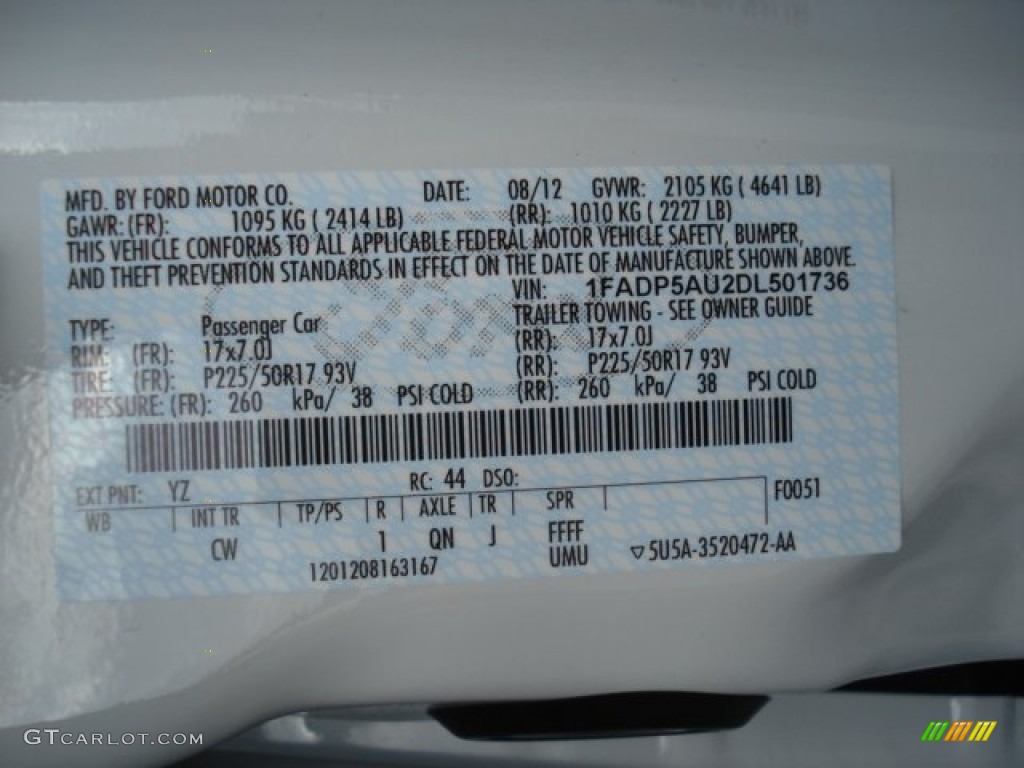 MFD. BY FORD MOTOR CO. DATE: 08/12 GVWR: 2105 KG ( 4641 LB)
GAWR: (FR): 1095 KG ( 2414 LB) (RR): 1010 KG ( 2227 LB)
THIS VEHICLE CONFORMS TO ALL APPLICABLE FEDERAL MOTOR VEHICLE SAFETY, BUMPER,
AND THEFT PREVENTION STANDARDS IN EFFECT ON THE DATE OF MANUFACTURE SHOWN ABOVE.
VIN: 1FADP5AU2DL501736
TYPE: Passenger Car TRAILER TOWING - SEE OWNER GUIDE
RIM: (FR): 17x7.0J (RR): 17x7.0J
TIRE: (FR): P225/50R17 93V (RR): P225/50R17 93V
PRESSURE: (FR): 260 kPa/ 38 PSI COLD (RR): 260 kPa/ 38 PSI COLD
EXT PNT: YZ RC: 44 DSO: F0051
WB INT TR TP/PS R AXLE TR SPR
CW 1 QN J FFFF
1201208163167 UMU ▽5U5A-3520472-AA
GTCARLOT.COM